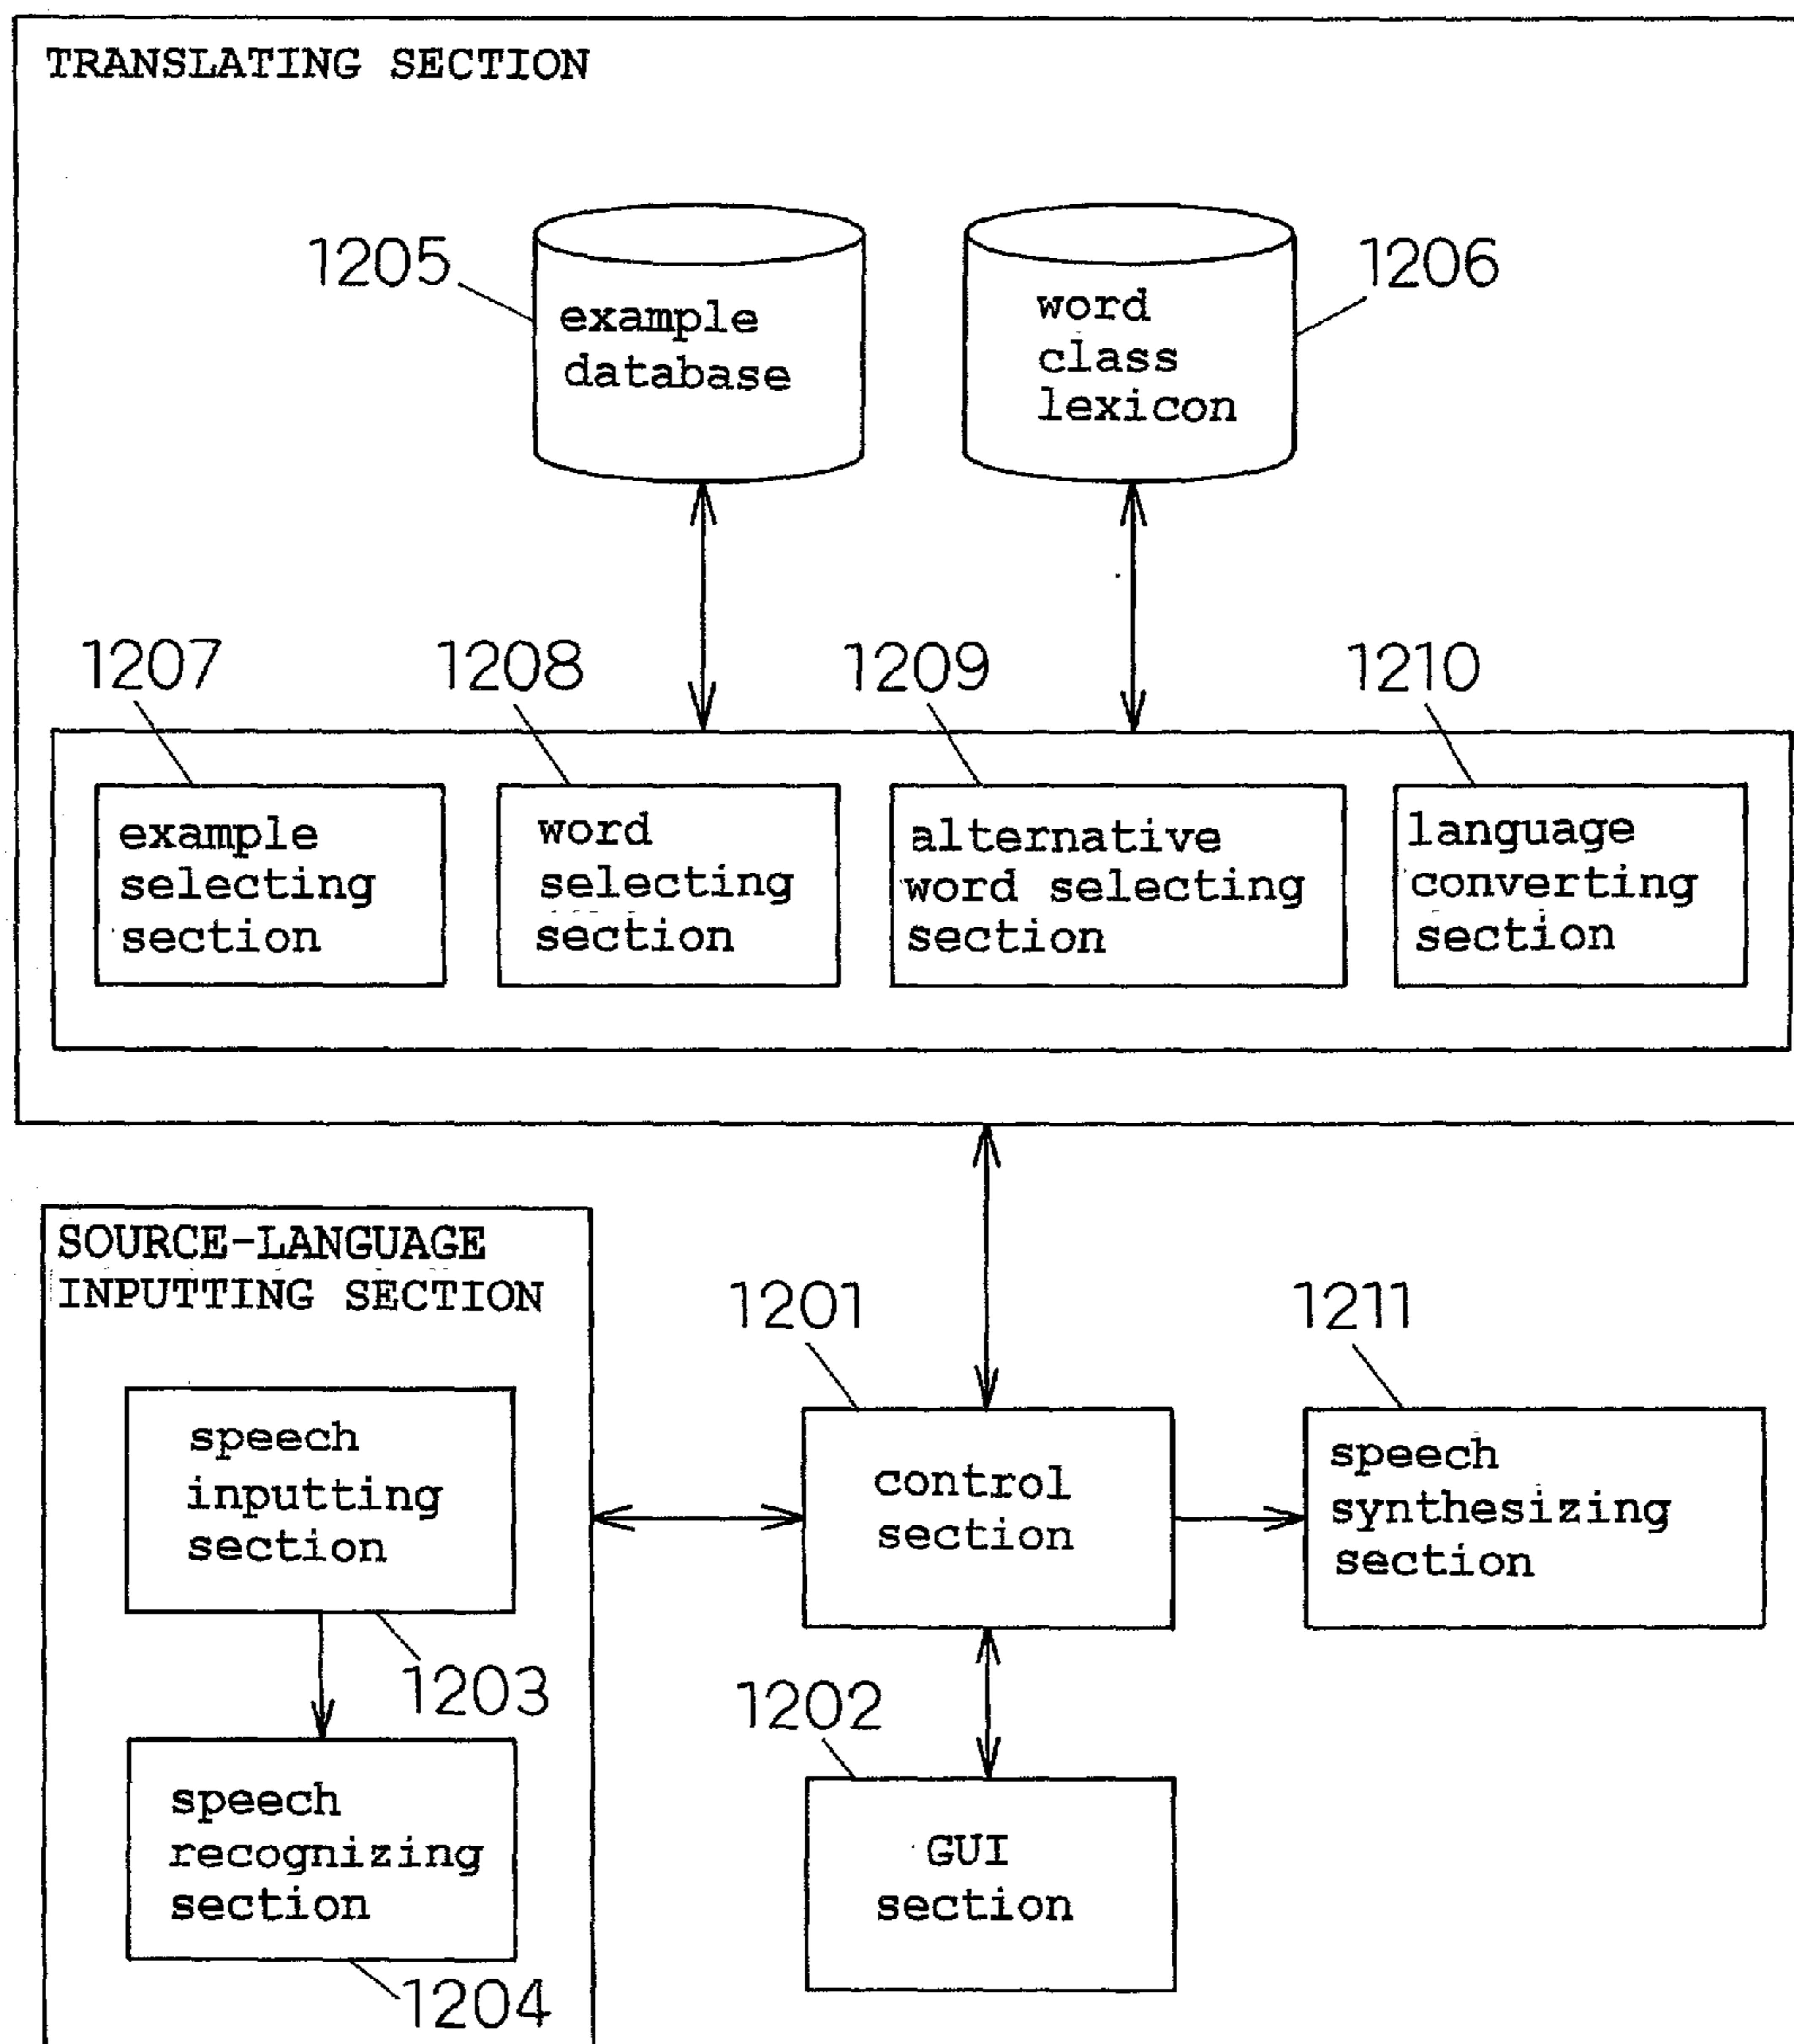 TRANSLATING SECTION
1205
example
database
1206
word
class
lexicon
1207
1208
1209
1210
example
selecting
section
word
selecting
section
alternative
word selecting
section
language
converting
section
SOURCE-LANGUAGE
INPUTTING SECTION
speech
inputting
section
1203
speech
recognizing
section
1204
1201
control
section
1211
speech
synthesizing
section
1202
GUI
section